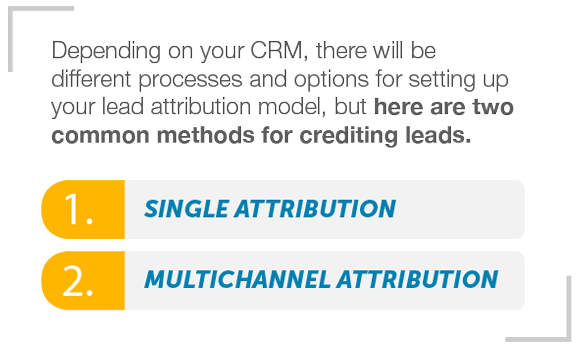 Depending on your CRM, there will be
different processes and options for setting up
your lead attribution model, but here are two
common methods for crediting leads.
1. SINGLE ATTRIBUTION
2. MULTICHANNEL ATTRIBUTION